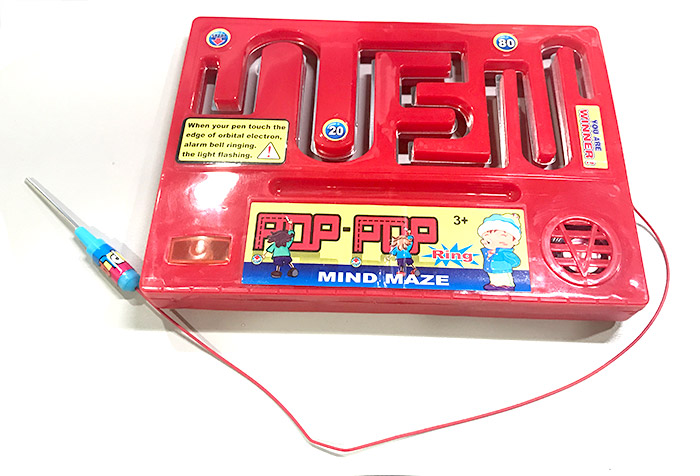 80
20
When your pen touch the
edge of orbital electron,
alarm bell ringing.
the light flashing.
YOU ARE
WINNER!
POP-POP
3+
Ring
MIND MAZE